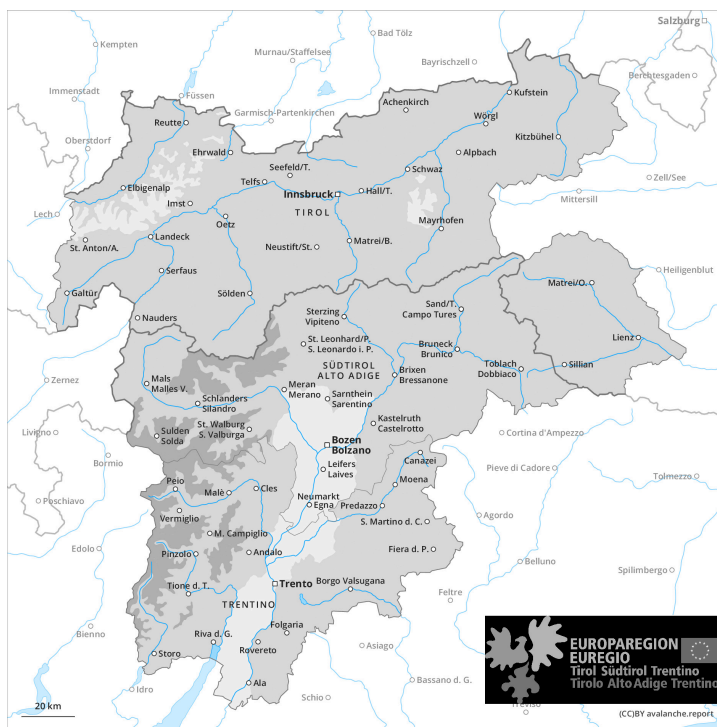 Salzburg
Kempten
Bad Tölz
Murnau/Staffelsee
Bayrischzell
Berchtesgaden
Immenstadt
Füssen
Kufstein
Achenkirch
Garmisch-Partenkirchen
Reutte
Wörgl
Oberstdorf
Kitzbühel
Ehrwald
Alpbach
Seefeld/T.
Schwaz
Telfs
Zell/See
Elbigenalp
Innsbruck
Hall/T.
Mittersill
Imst
TIROL
Lech
Oetz
Mayrhofen
Landeck
St. Anton/A.
Neustift/St.
Matrei/B.
Serfaus
Heiligenblut
Galtür
Sölden
Matrei/O.
Nauders
Sterzing
Vipiteno
Sand/T.
Campo Tures
St. Leonhard/P.
S. Leonardo i. P.
Lienz
Bruneck
Brunico
SÜDTIROL
ALTO ADIGE
Brixen
Bressanone
Toblach
Dobbiaco
Sillian
Zernez
Mals
Malles V.
Meran
Merano
Schlanders
Silandro
Sarnthein
Sarentino
St. Walburg
S. Valburga
Kastelruth
Castelrotto
Livigno
Sulden
Solda
Bozen
Bolzano
Cortina d'Ampezzo
Bormio
Canazei
Leifers
Laives
Pieve di Cadore
Tolmezzo
Poschiavo
Peio
Malè
Cles
Moena
Neumarkt
Egna
Predazzo
Vermiglio
Agordo
S. Martino d. C.
M. Campiglio
Edolo
Pinzolo
Andalo
Fiera d. P.
Belluno
Spilimbergo
Tione d. T.
Trento
Borgo Valsugana
Feltre
TRENTINO
Bienno
Folgaria
Riva d. G.
Storo
Rovereto
Asiago
Ala
Bassano d. G.
Idro
Schio
Treviso
EUROPAREGION
EUREGIO
Tirol Südtirol Trentino
Tirolo Alto Adige Trentino
20 km
(CC)BY avalanche.report